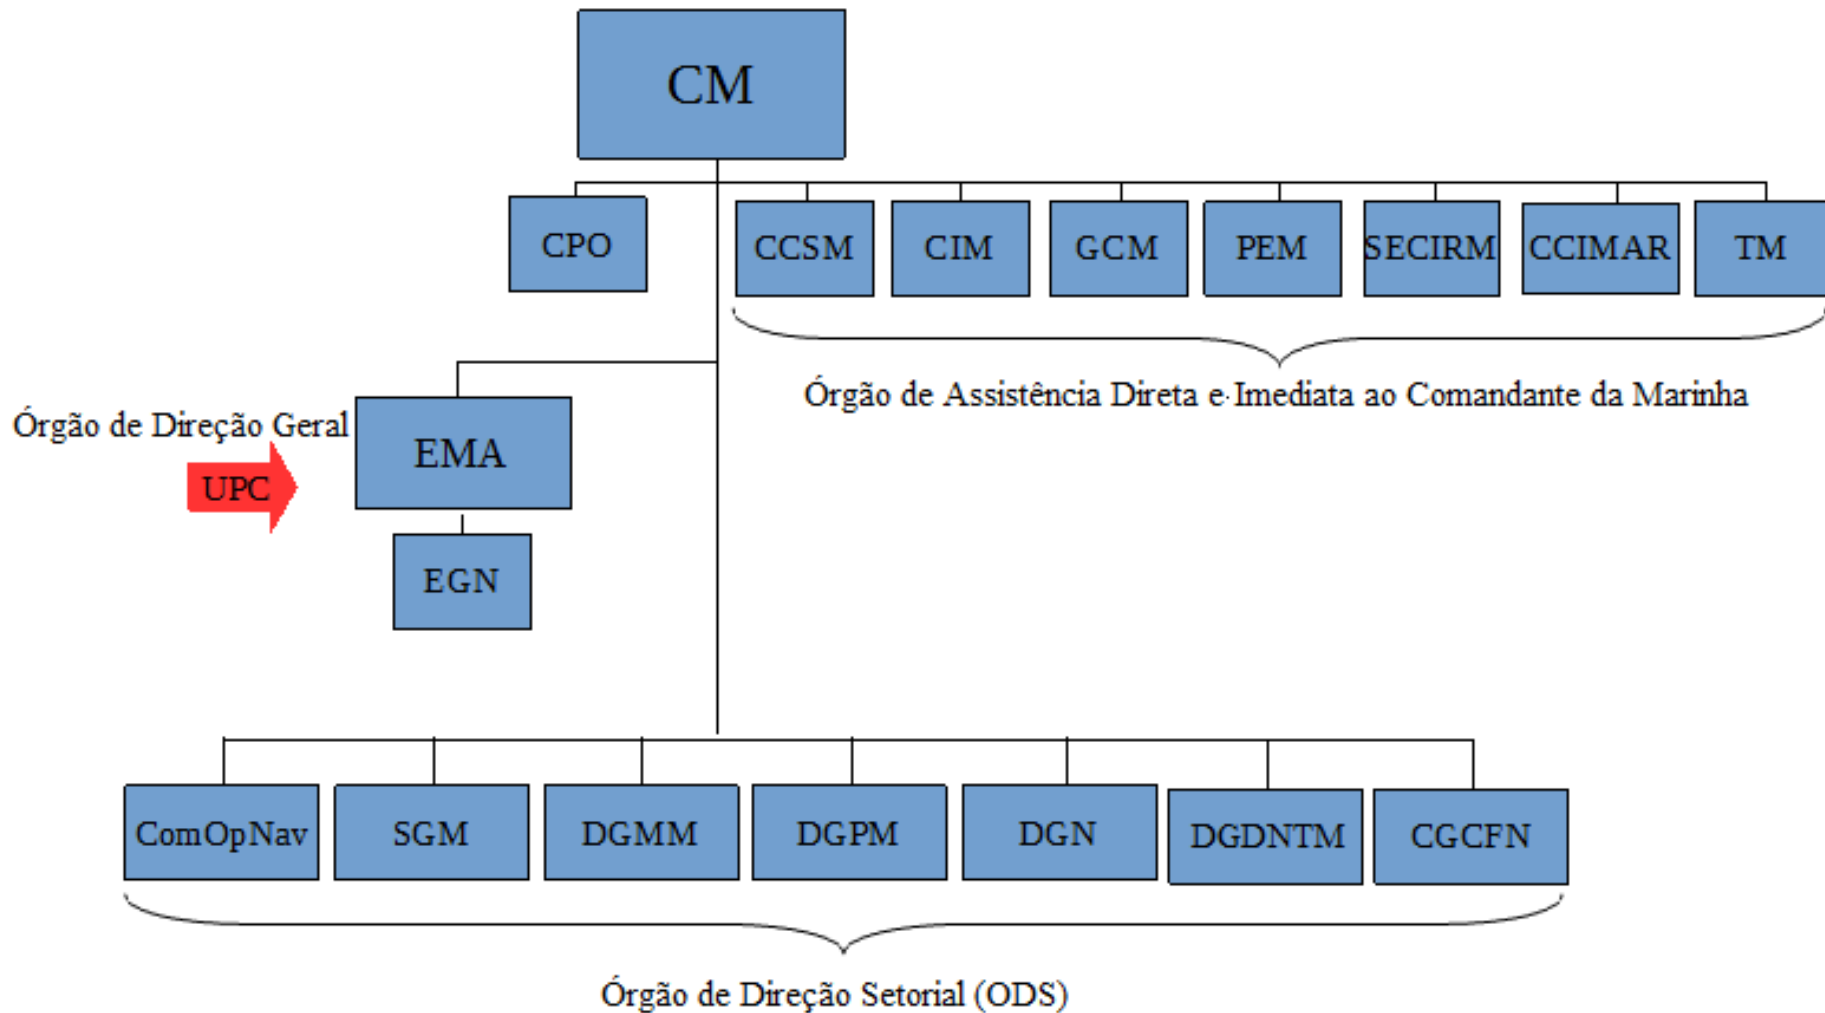 CM
CPO
CCSM
CIM
GCM
PEM
SECIRM
CCIMAR
TM
Órgão de Assistência Direta e Imediata ao Comandante da Marinha
Órgão de Direção Geral
UPC
EMA
EGN
ComOpNav
SGM
DGMM
DGPM
DGN
DGDNTM
CGCFN
Órgão de Direção Setorial (ODS)